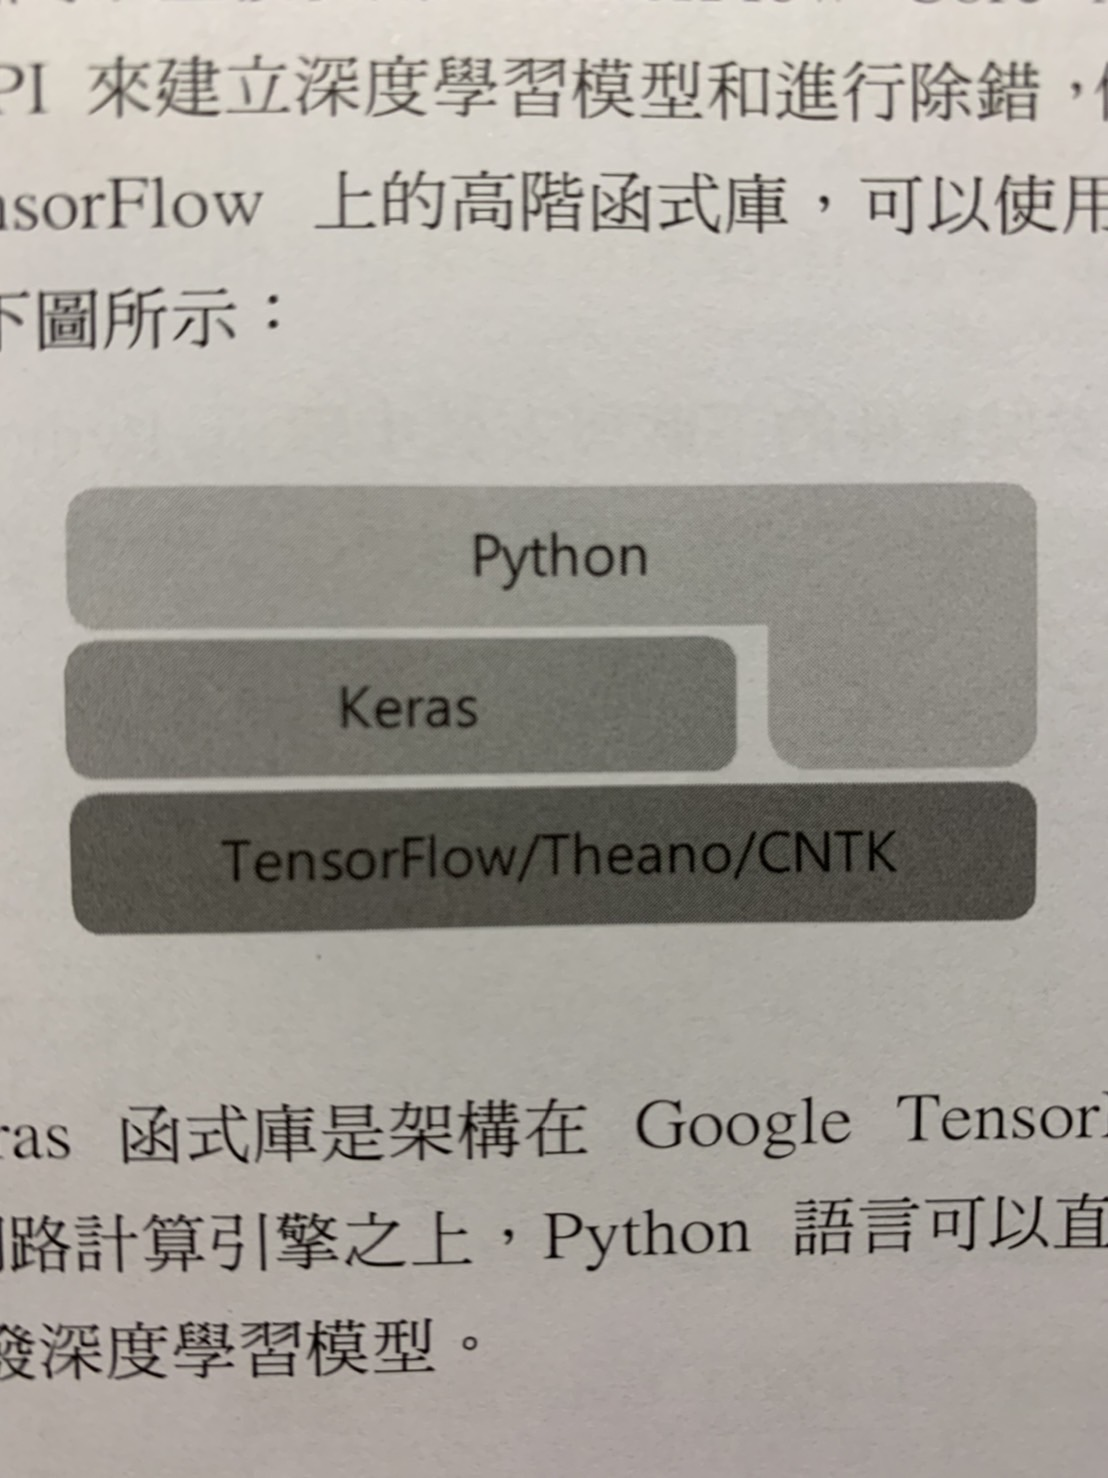 PI 來建立深度學習模型和進行除錯，
nsorFlow 上的高階函式庫，可以使用
下圖所示：
Python
Keras
TensorFlow/Theano/CNTK
ras 函式庫是架構在 Google Tensor
路計算引擎之上，Python 語言可以直
發深度學習模型。